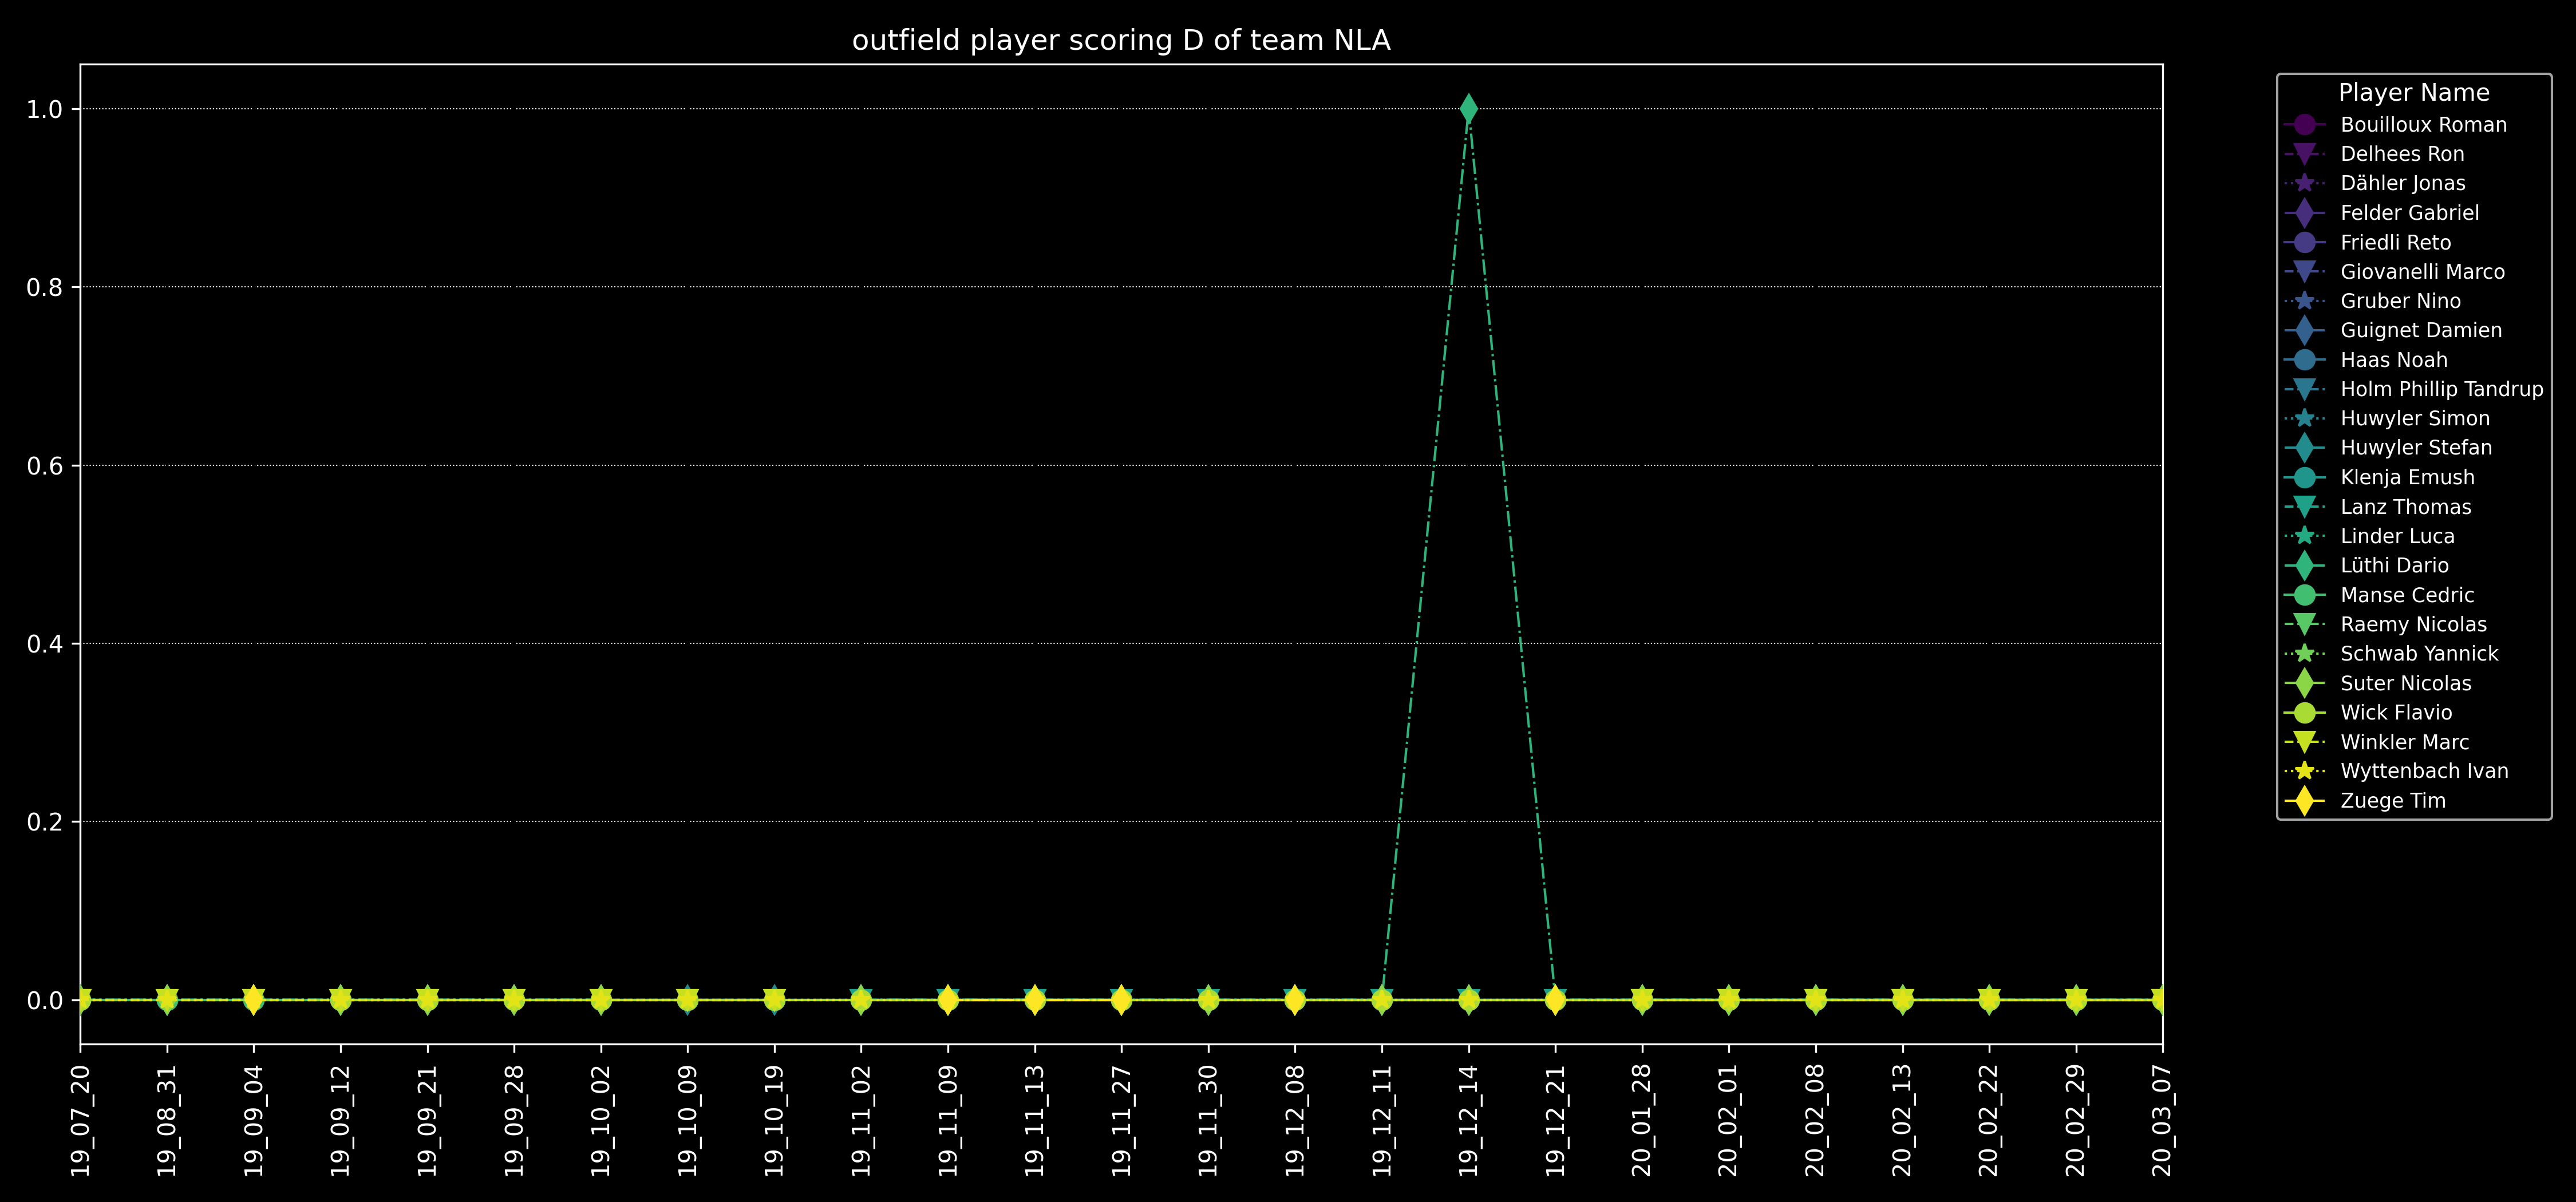 outfield player scoring D of team NLA
1.0
0.8
0.6
0.4
0.2
0.0
19_07_20
19_08_31
19_09_04
19_09_12
19_09_21
19_09_28
19_10_02
19_10_09
19_10_19
19_11_02
19_11_09
19_11_13
19_11_27
19_11_30
19_12_08
19_12_11
19_12_14
19_12_21
20_01_28
20_02_01
20_02_08
20_02_13
20_02_22
20_02_29
20_03_07
Player Name
Bouilloux Roman
Delhees Ron
Dähler Jonas
Felder Gabriel
Friedli Reto
Giovanelli Marco
Gruber Nino
Guignet Damien
Haas Noah
Holm Phillip Tandrup
Huwyler Simon
Huwyler Stefan
Klenja Emush
Lanz Thomas
Linder Luca
Lüthi Dario
Manse Cedric
Raemy Nicolas
Schwab Yannick
Suter Nicolas
Wick Flavio
Winkler Marc
Wyttenbach Ivan
Zuege Tim